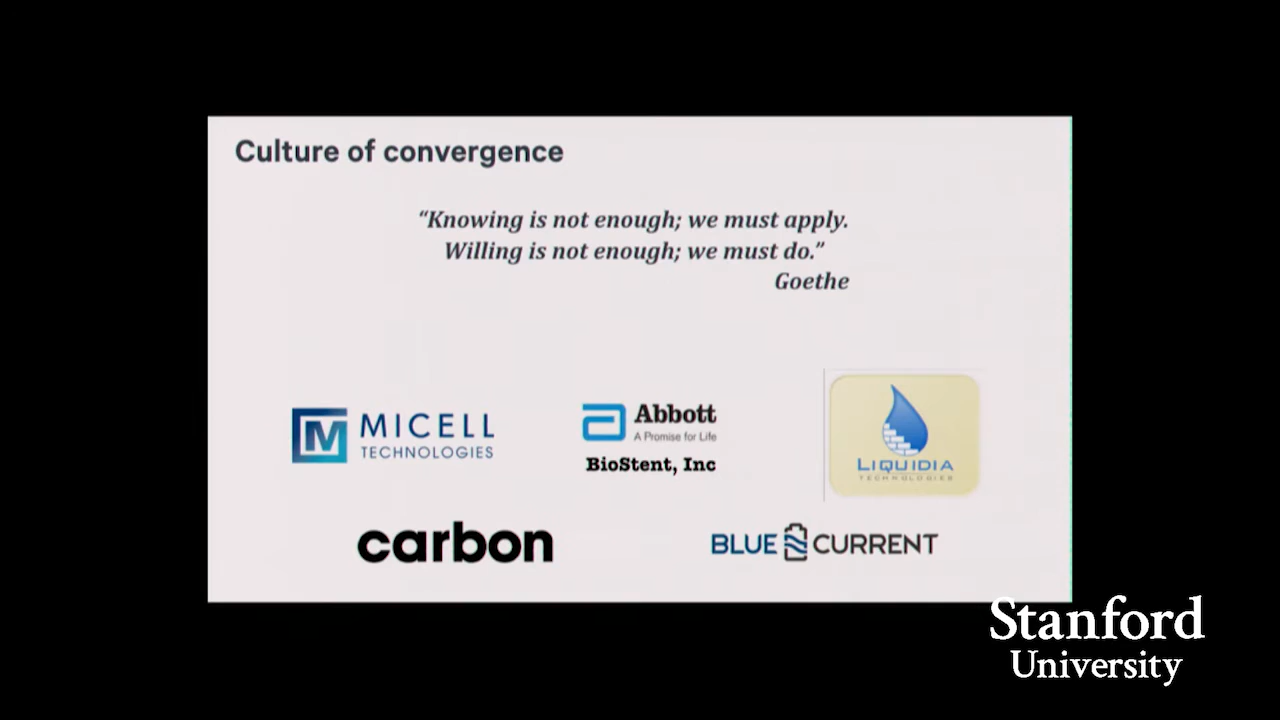 Culture of convergence
“Knowing is not enough; we must apply.
Willing is not enough; we must do.”
Goethe
MICELL
TECHNOLOGIES
Abbott
A Promise for Life
BioStent, Inc
LIQUIDIA
TECHNOLOGIES
carbon
BLUE CURRENT
Stanford
University